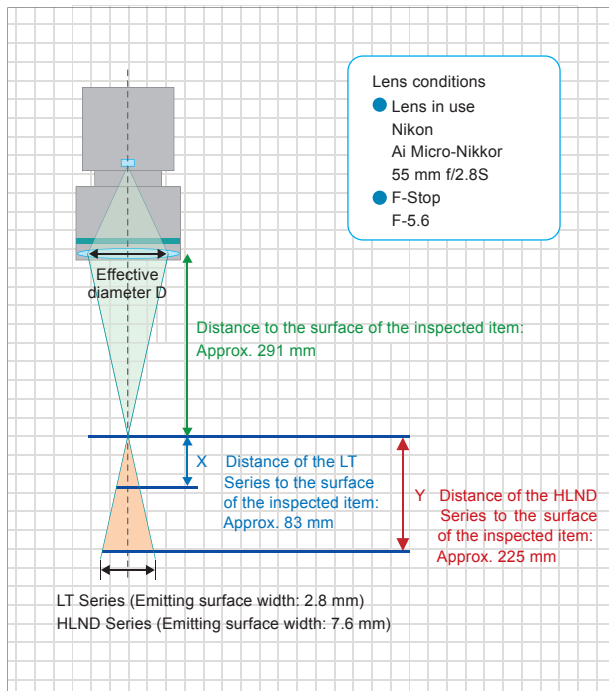 Lens conditions
Lens in use
Nikon
Ai Micro-Nikkor
55 mm f/2.8S
F-Stop
F-5.6
Effective
diameter D
Distance to the surface of the inspected item:
Approx. 291 mm
X Distance of the LT
Series to the surface
of the inspected item:
Approx. 83 mm
Y Distance of the HLND
Series to the surface
of the inspected item:
Approx. 225 mm
LT Series (Emitting surface width: 2.8 mm)
HLND Series (Emitting surface width: 7.6 mm)